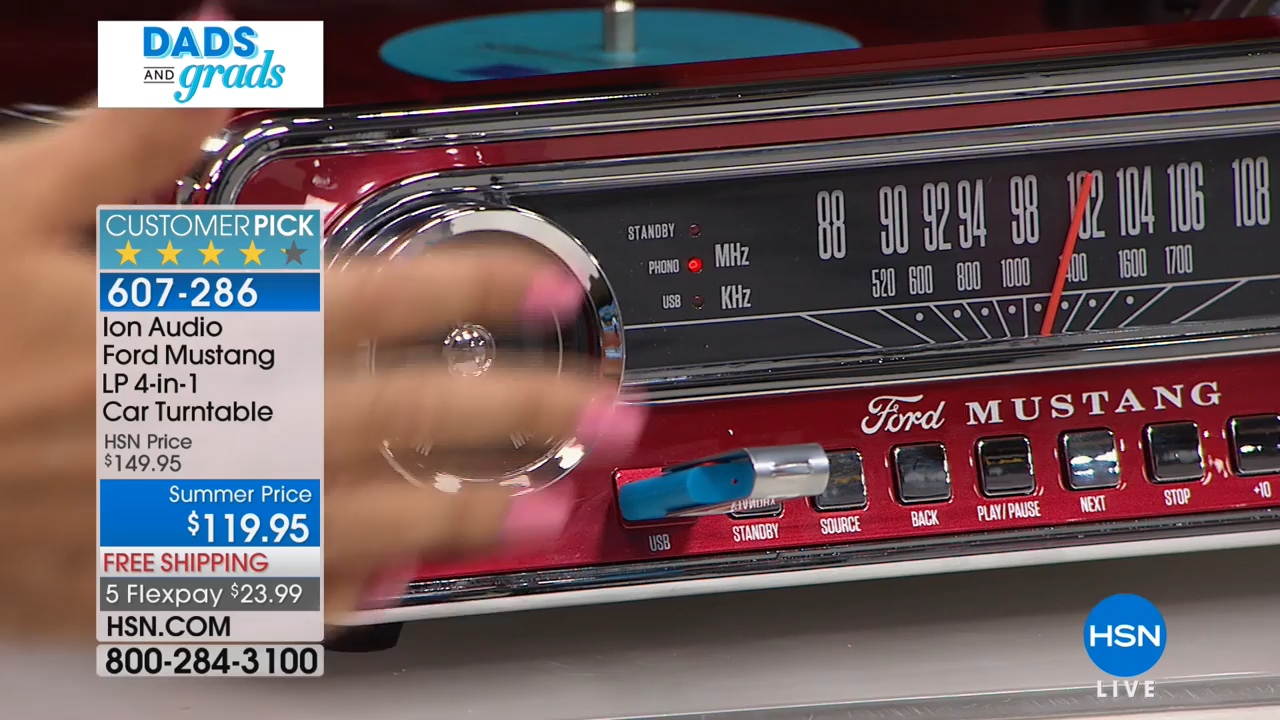 DADS
AND grads
CUSTOMER PICK
607-286
Ion Audio
Ford Mustang
LP 4-in-1
Car Turntable
HSN Price
$149.95
Summer Price
$119.95
FREE SHIPPING
5 Flexpay $23.99
HSN.COM
800-284-3100
88 90 92 94 98 102 104 106 108
STANDBY
MHz
PHONO
520 600 800 1000 1400 1600 1700
USB
KHz
Ford MUSTANG
USB STANDBY SOURCE BACK PLAY/PAUSE NEXT STOP +10
HSN
LIVE